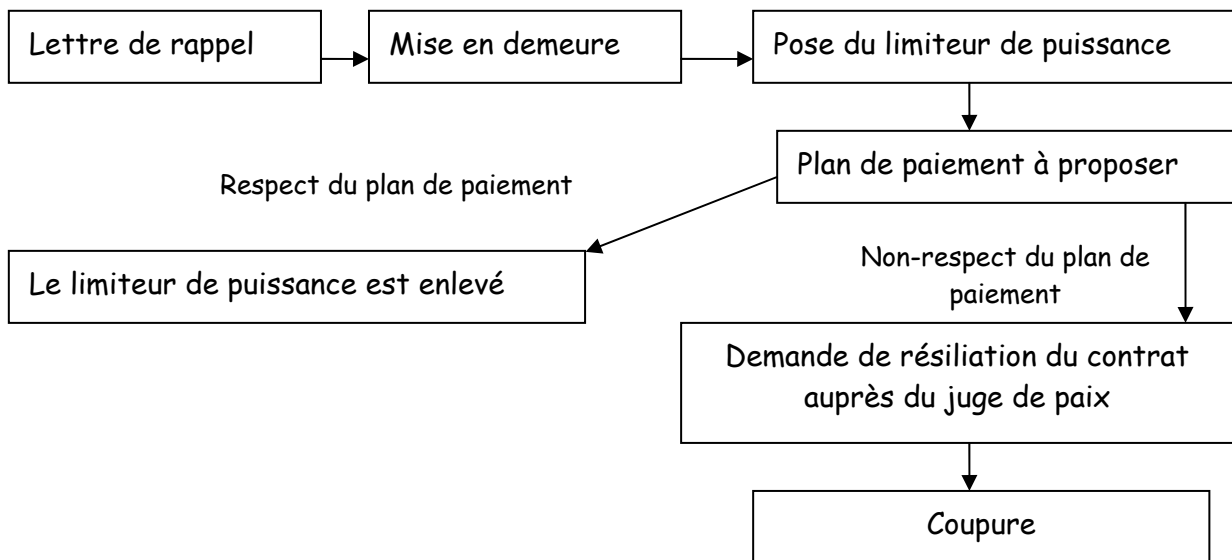 Lettre de rappel
Mise en demeure
Pose du limiteur de puissance
Plan de paiement à proposer
Respect du plan de paiement
Le limiteur de puissance est enlevé
Non-respect du plan de
paiement
Demande de résiliation du contrat
auprès du juge de paix
Coupure